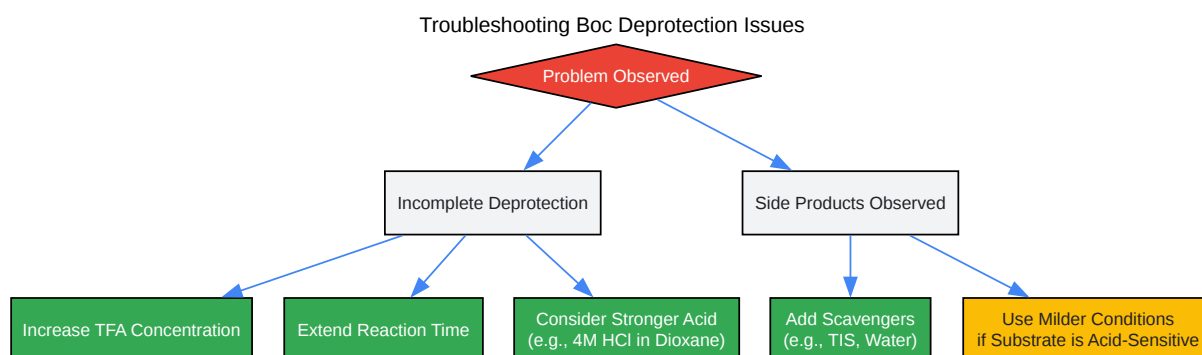 Troubleshooting Boc Deprotection Issues
Problem Observed
Incomplete Deprotection
Side Products Observed
Increase TFA Concentration
Extend Reaction Time
Consider Stronger Acid
(e.g., 4M HCl in Dioxane)
Add Scavengers
(e.g., TIS, Water)
Use Milder Conditions
if Substrate is Acid-Sensitive